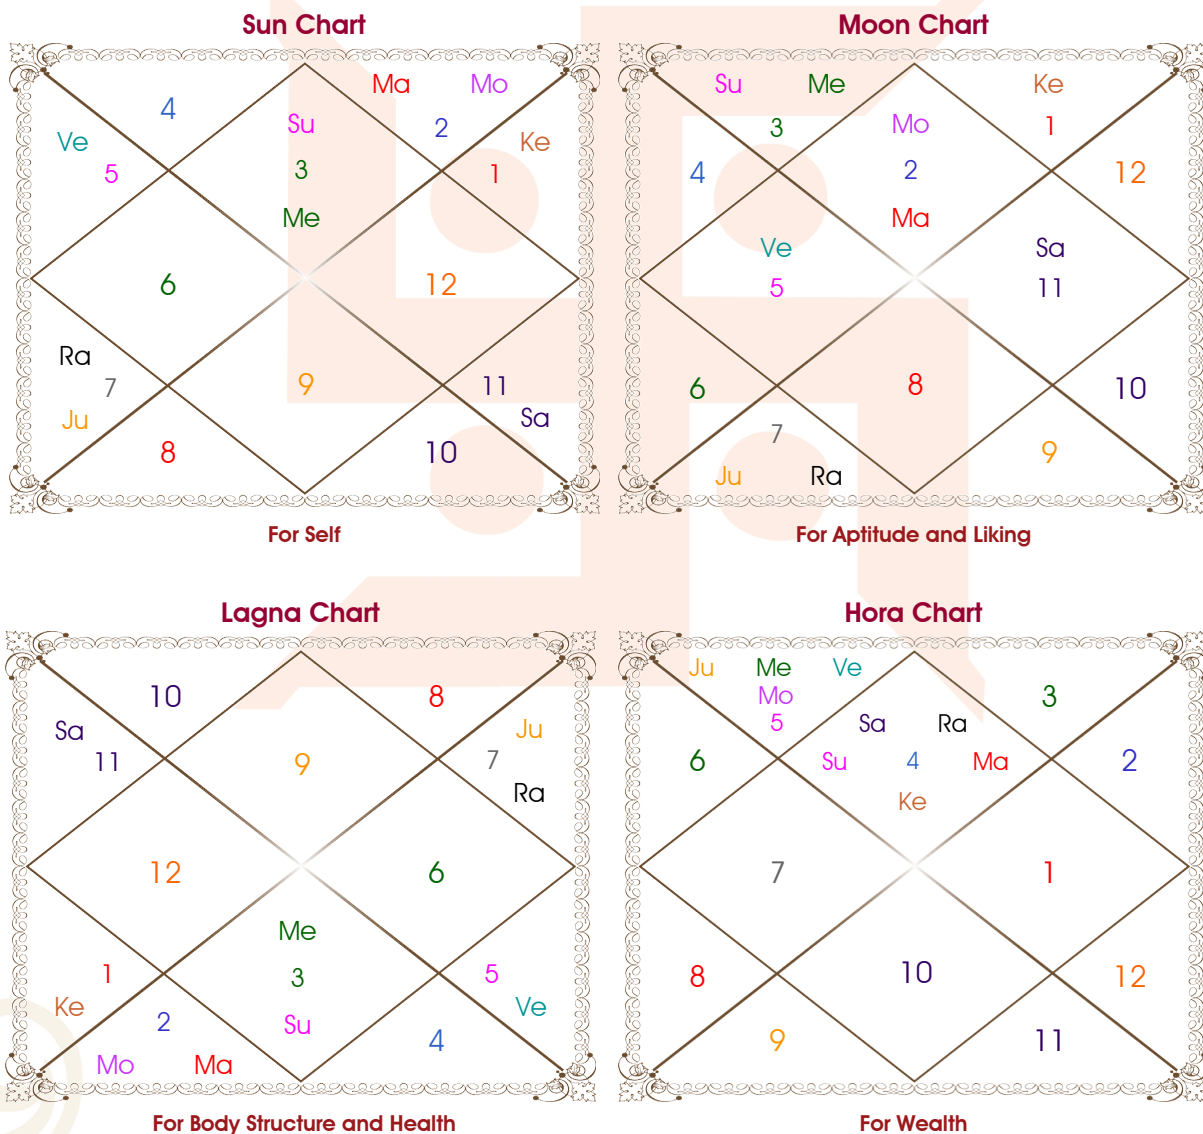 Sun Chart
4
Su
Ma Mo
2
Ve
5
3
Ke
1
Me
6
12
Ra
7
Ju
9
11
Sa
8
10
For Self
Moon Chart
Su Me
3
Mo
Ke
1
4
2
12
Ma
Ve
5
Sa
11
6
8
10
7
Ju Ra
9
For Aptitude and Liking
Lagna Chart
10
8
Sa
11
9
Ju
7
Ra
12
6
Me
1
3
5
Ke
2
Su
Ve
4
Mo Ma
For Body Structure and Health
Hora Chart
Ju Me Ve
Mo
5
3
Sa Ra
6
Su 4 Ma
2
Ke
7
1
8
10
12
9
11
For Wealth